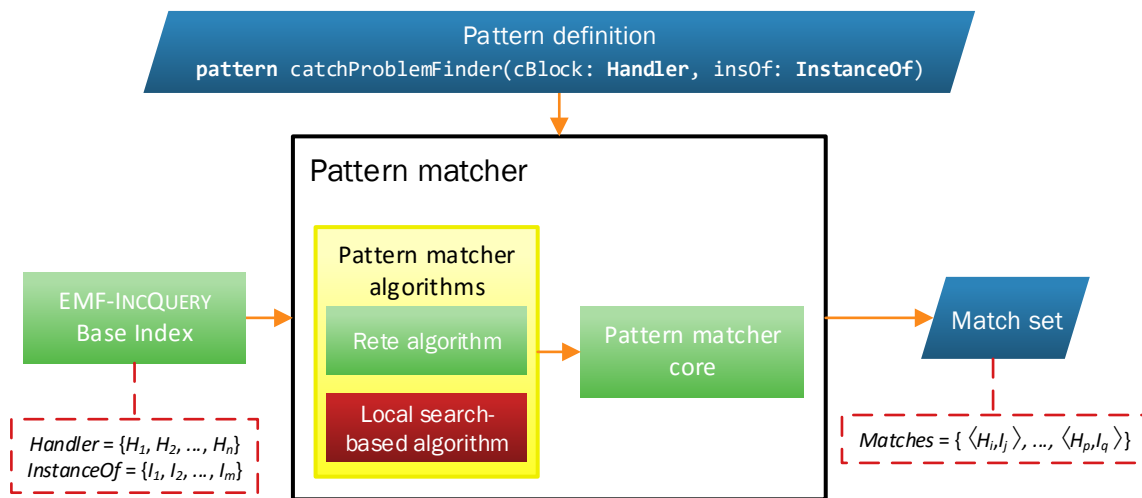 Pattern definition
pattern catchProblemFinder(cBlock: Handler, insOf: InstanceOf)
Pattern matcher
Pattern matcher
algorithms
Rete algorithm
Local search-
based algorithm
Pattern matcher
core
EMF-INCQUERY
Base Index
Match set
Handler = {H₁, H₂, ..., Hₙ}
InstanceOf = {I₁, I₂, ..., Iₘ}
Matches = { ⟨Hᵢ,Iⱼ ⟩, ..., ⟨Hₚ,I_q ⟩}